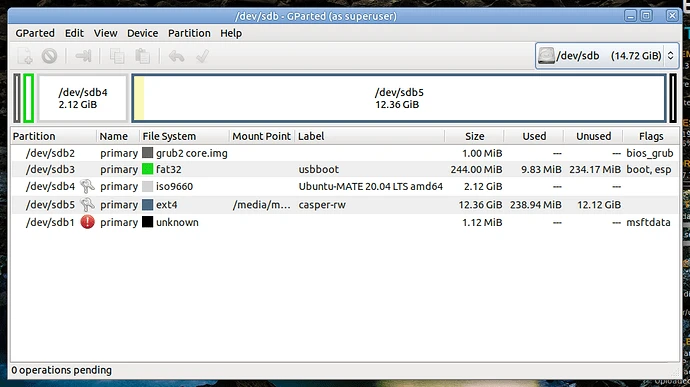 /dev/sdb - GParted (as superuser)
GParted Edit View Device Partition Help
/dev/sdb (14.72 GiB)
/dev/sdb4
2.12 GiB
/dev/sdb5
12.36 GiB
Partition Name File System Mount Point Label Size Used Unused Flags
/dev/sdb2 primary grub2 core.img 1.00 MiB --- --- bios_grub
/dev/sdb3 primary fat32 usbboot 244.00 MiB 9.83 MiB 234.17 MiB boot, esp
/dev/sdb4 primary iso9660 Ubuntu-MATE 20.04 LTS amd64 2.12 GiB --- ---
/dev/sdb5 primary ext4 /media/m... casper-rw 12.36 GiB 238.94 MiB 12.12 GiB
/dev/sdb1 primary unknown 1.12 MiB --- --- msftdata
0 operations pending